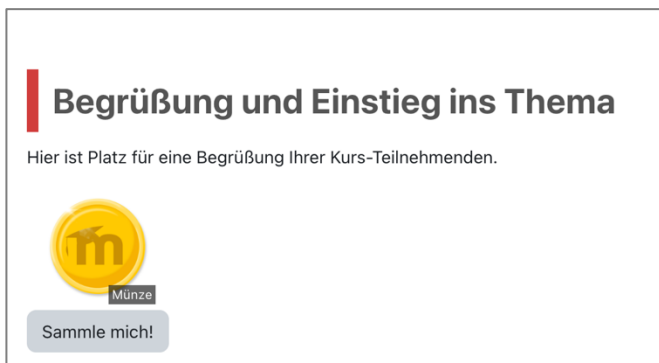 Begrüßung und Einstieg ins Thema
Hier ist Platz für eine Begrüßung Ihrer Kurs-Teilnehmenden.
m
Münze
Sammle mich!